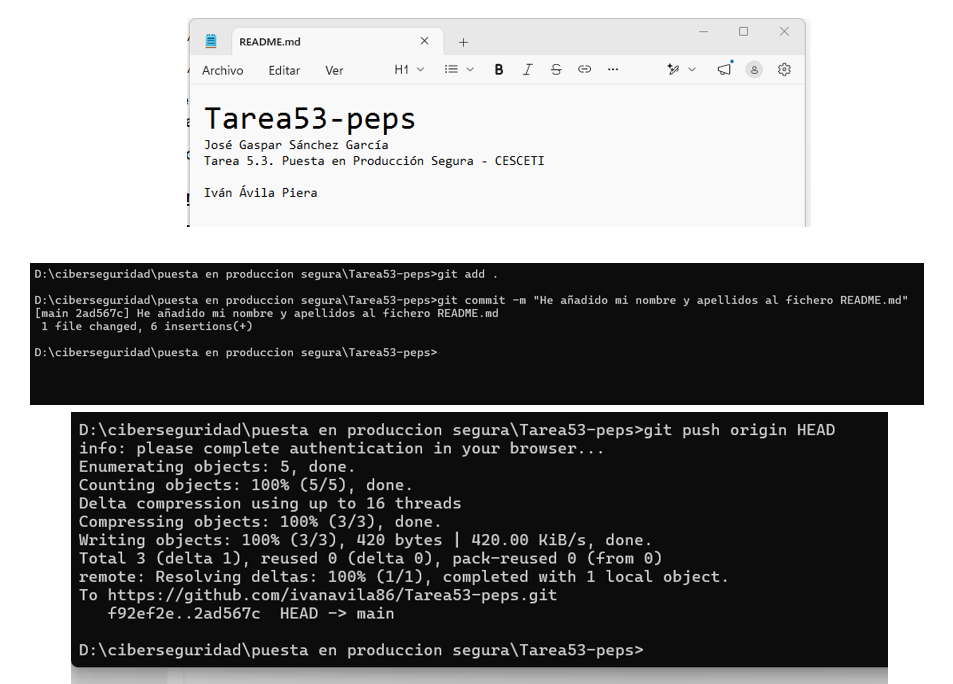 README.md
Archivo Editar Ver H1 B I S ...
Tarea53-peps
José Gaspar Sánchez García
Tarea 5.3. Puesta en Producción Segura - CESCETI
Iván Ávila Piera
D:\ciberseguridad\puesta en produccion segura\Tarea53-peps>git add .
D:\ciberseguridad\puesta en produccion segura\Tarea53-peps>git commit -m "He añadido mi nombre y apellidos al fichero README.md"
[main 2ad567c] He añadido mi nombre y apellidos al fichero README.md
1 file changed, 6 insertions(+)
D:\ciberseguridad\puesta en produccion segura\Tarea53-peps>
D:\ciberseguridad\puesta en produccion segura\Tarea53-peps>git push origin HEAD
info: please complete authentication in your browser...
Enumerating objects: 5, done.
Counting objects: 100% (5/5), done.
Delta compression using up to 16 threads
Compressing objects: 100% (3/3), done.
Writing objects: 100% (3/3), 420 bytes | 420.00 KiB/s, done.
Total 3 (delta 1), reused 0 (delta 0), pack-reused 0 (from 0)
remote: Resolving deltas: 100% (1/1), completed with 1 local object.
To https://github.com/ivanavila86/Tarea53-peps.git
f92ef2e..2ad567c HEAD -> main
D:\ciberseguridad\puesta en produccion segura\Tarea53-peps>